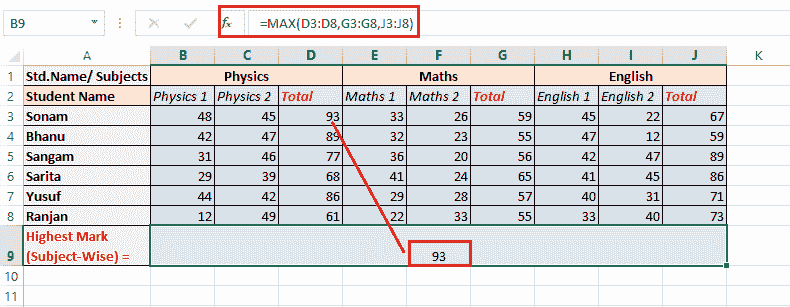 B9 fx =MAX(D3:D8,G3:G8,J3:J8)
A B C D E F G H I J K
1 Std.Name/ Subjects Physics Maths English
2 Student Name Physics 1 Physics 2 Total Maths 1 Maths 2 Total English 1 English 2 Total
3 Sonam 48 45 93 33 26 59 45 22 67
4 Bhanu 42 47 89 32 23 55 47 12 59
5 Sangam 31 46 77 36 20 56 42 47 89
6 Sarita 29 39 68 41 24 65 41 45 86
7 Yusuf 44 42 86 29 28 57 40 31 71
8 Ranjan 12 49 61 22 33 55 33 40 73
Highest Mark
9 (Subject-Wise) = 93
10
11